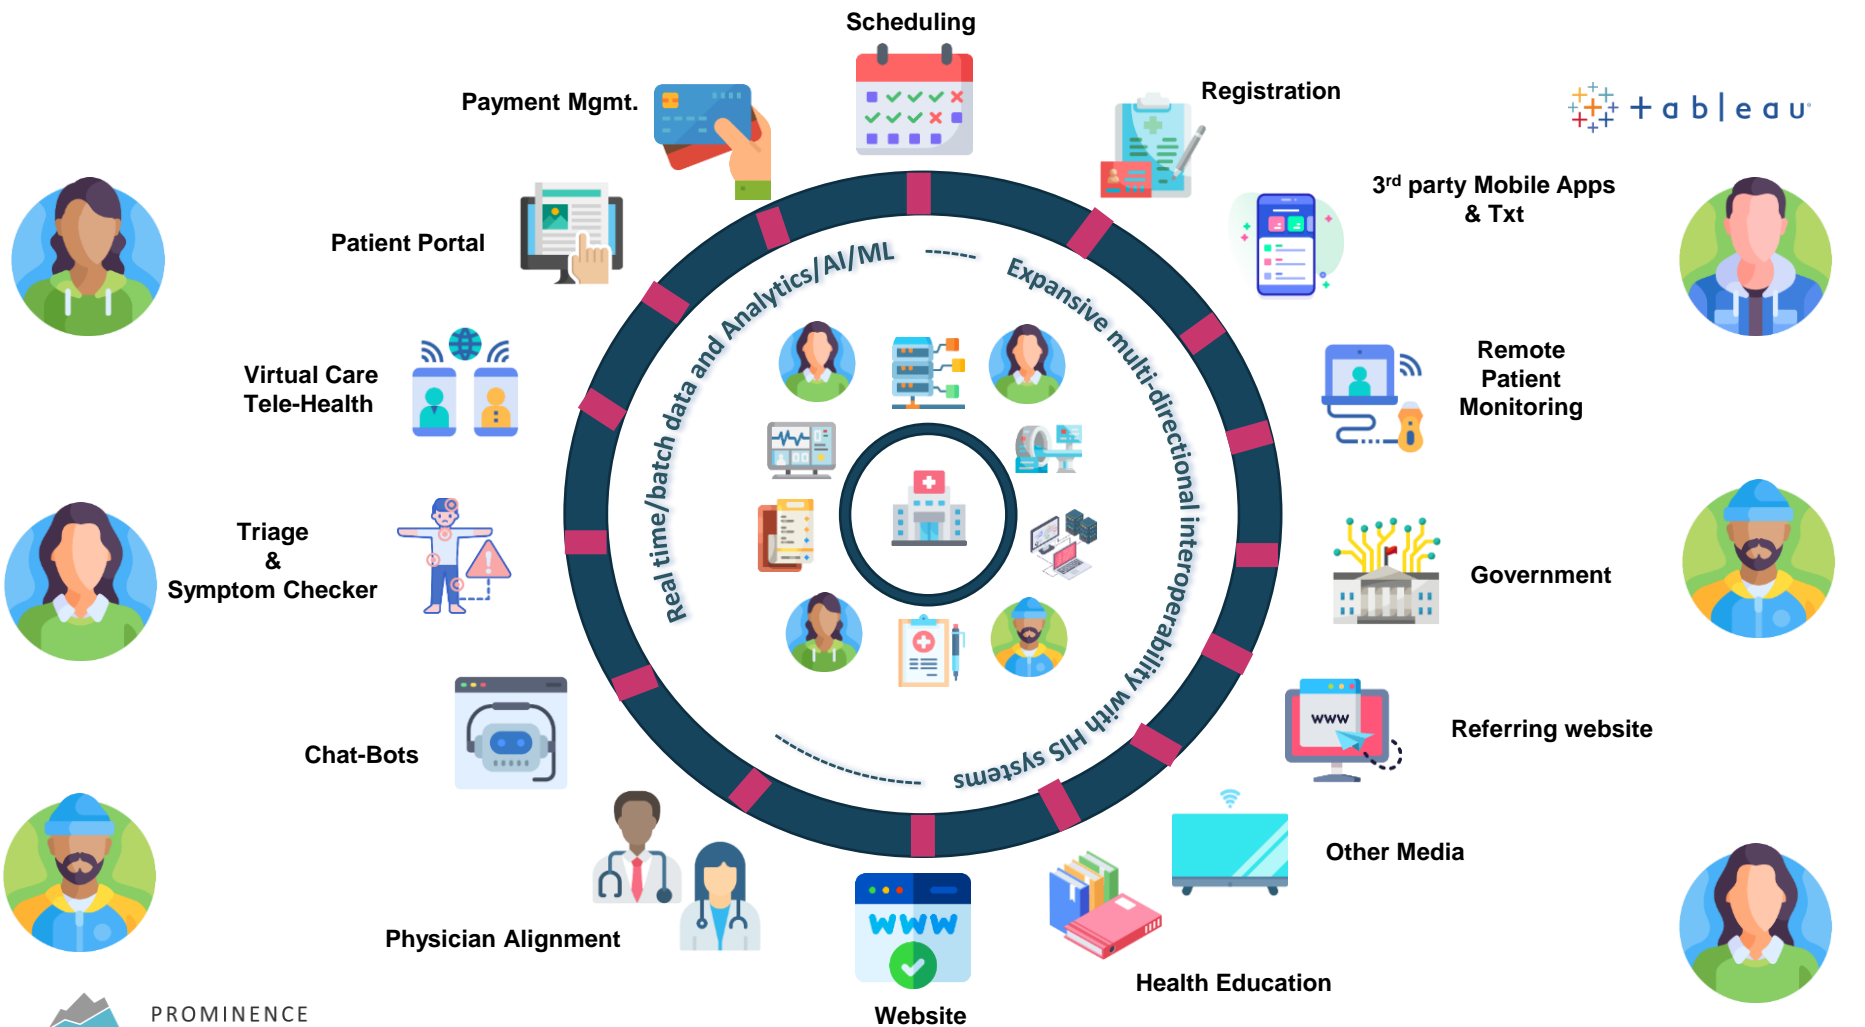 Scheduling
Payment Mgmt.
Registration
+ableau
3rd party Mobile Apps
& Txt
Patient Portal
Real time/batch data and Analytics/AI/ML
Expansive multi-directional interoperability with HIS systems
Virtual Care
Tele-Health
Remote
Patient
Monitoring
Triage
&
Symptom Checker
Government
www
Referring website
Chat-Bots
Other Media
Physician Alignment
www
Health Education
Website
PROMINENCE